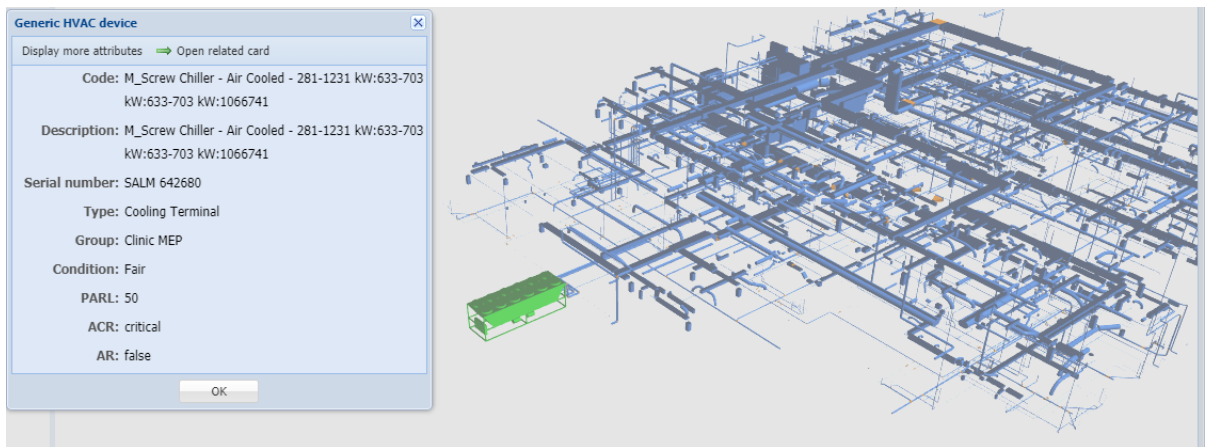 Generic HVAC device
Display more attributes Open related card
Code: M_Screw Chiller - Air Cooled - 281-1231 kW:633-703
kW:633-703 kW:1066741
Description: M_Screw Chiller - Air Cooled - 281-1231 kW:633-703
kW:633-703 kW:1066741
Serial number: SALM 642680
Type: Cooling Terminal
Group: Clinic MEP
Condition: Fair
PARL: 50
ACR: critical
AR: false
OK